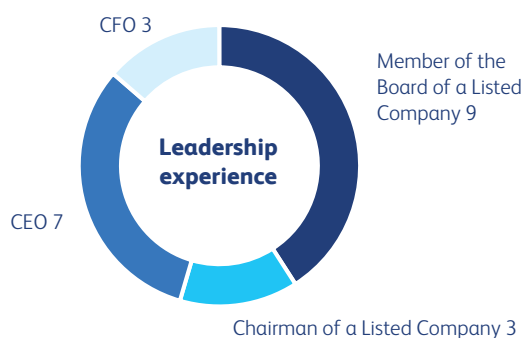 CFO 3
Member of the
Board of a Listed
Company 9
Leadership
experience
CEO 7
Chairman of a Listed Company 3